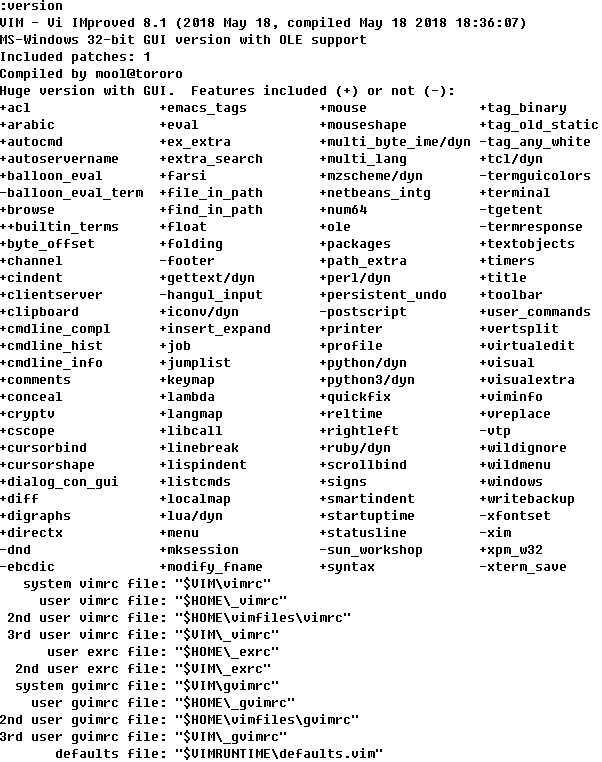 :version
VIM - Vi IMproved 8.1 (2018 May 18, compiled May 18 2018 18:36:07)
MS-Windows 32-bit GUI version with OLE support
Included patches: 1
Compiled by mool@tororo
Huge version with GUI.  Features included (+) or not (-):
+acl +emacs_tags +mouse +tag_binary
+arabic +eval +mouseshape +tag_old_static
+autocmd +ex_extra +multi_byte_ime/dyn -tag_any_white
+autoservername +extra_search +multi_lang +tcl/dyn
+balloon_eval +farsi +mzscheme/dyn -termguicolors
-balloon_eval_term +file_in_path +netbeans_intg +terminal
+browse +find_in_path +num64 -tgetent
++builtin_terms +float +ole -termresponse
+byte_offset +folding +packages +textobjects
+channel -footer +path_extra +timers
+cindent +gettext/dyn +perl/dyn +title
+clientserver -hangul_input +persistent_undo +toolbar
+clipboard +iconv/dyn -postscript +user_commands
+cmdline_compl +insert_expand +printer +vertsplit
+cmdline_hist +job +profile +virtualedit
+cmdline_info +jumplist +python/dyn +visual
+comments +keymap +python3/dyn +visualextra
+conceal +lambda +quickfix +viminfo
+cryptv +langmap +reltime +vreplace
+cscope +libcall +rightleft -vtp
+cursorbind +linebreak +ruby/dyn +wildignore
+cursorshape +lispindent +scrollbind +wildmenu
+dialog_con_gui +listcmds +signs +windows
+diff +localmap +smartindent +writebackup
+digraphs +lua/dyn +startuptime -xfontset
+directx +menu +statusline -xim
-dnd +mksession -sun_workshop +xpm_w32
-ebcdic +modify_fname +syntax -xterm_save
system vimrc file: "$VIM\vimrc"
user vimrc file: "$HOME\_vimrc"
2nd user vimrc file: "$HOME\vimfiles\vimrc"
3rd user vimrc file: "$VIM\_vimrc"
user exrc file: "$HOME\_exrc"
2nd user exrc file: "$VIM\_exrc"
system gvimrc file: "$VIM\gvimrc"
user gvimrc file: "$HOME\_gvimrc"
2nd user gvimrc file: "$HOME\vimfiles\gvimrc"
3rd user gvimrc file: "$VIM\_gvimrc"
defaults file: "$VIMRUNTIME\defaults.vim"